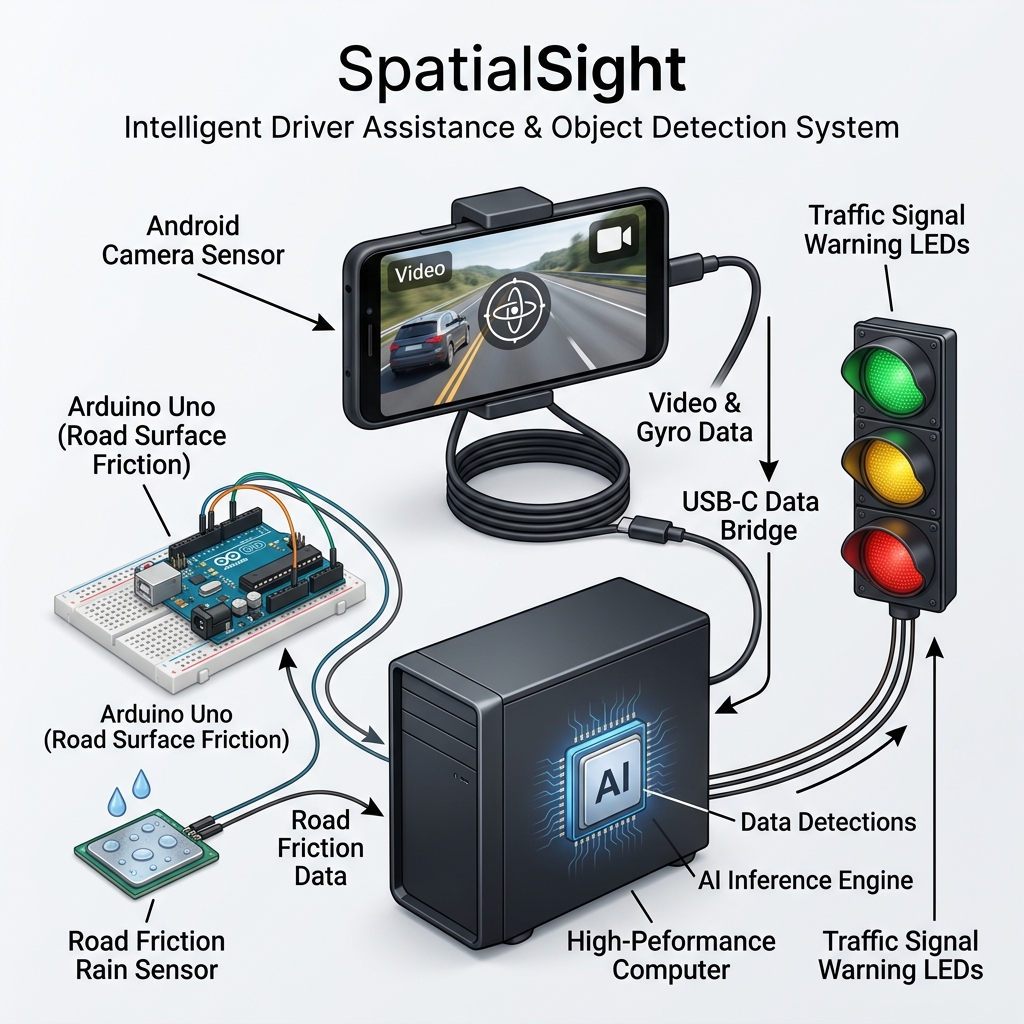 SpatialSight
Intelligent Driver Assistance & Object Detection System
Android
Camera Sensor
Video
Traffic Signal
Warning LEDs
Arduino Uno
(Road Surface
Friction)
Video &
Gyro Data
USB-C Data
Bridge
Arduino Uno
(Road Surface Friction)
Road
Friction
Data
AI
Data Detections
AI Inference Engine
Road Friction
Rain Sensor
High-Peformance
Computer
Traffic Signal
Warning LEDs